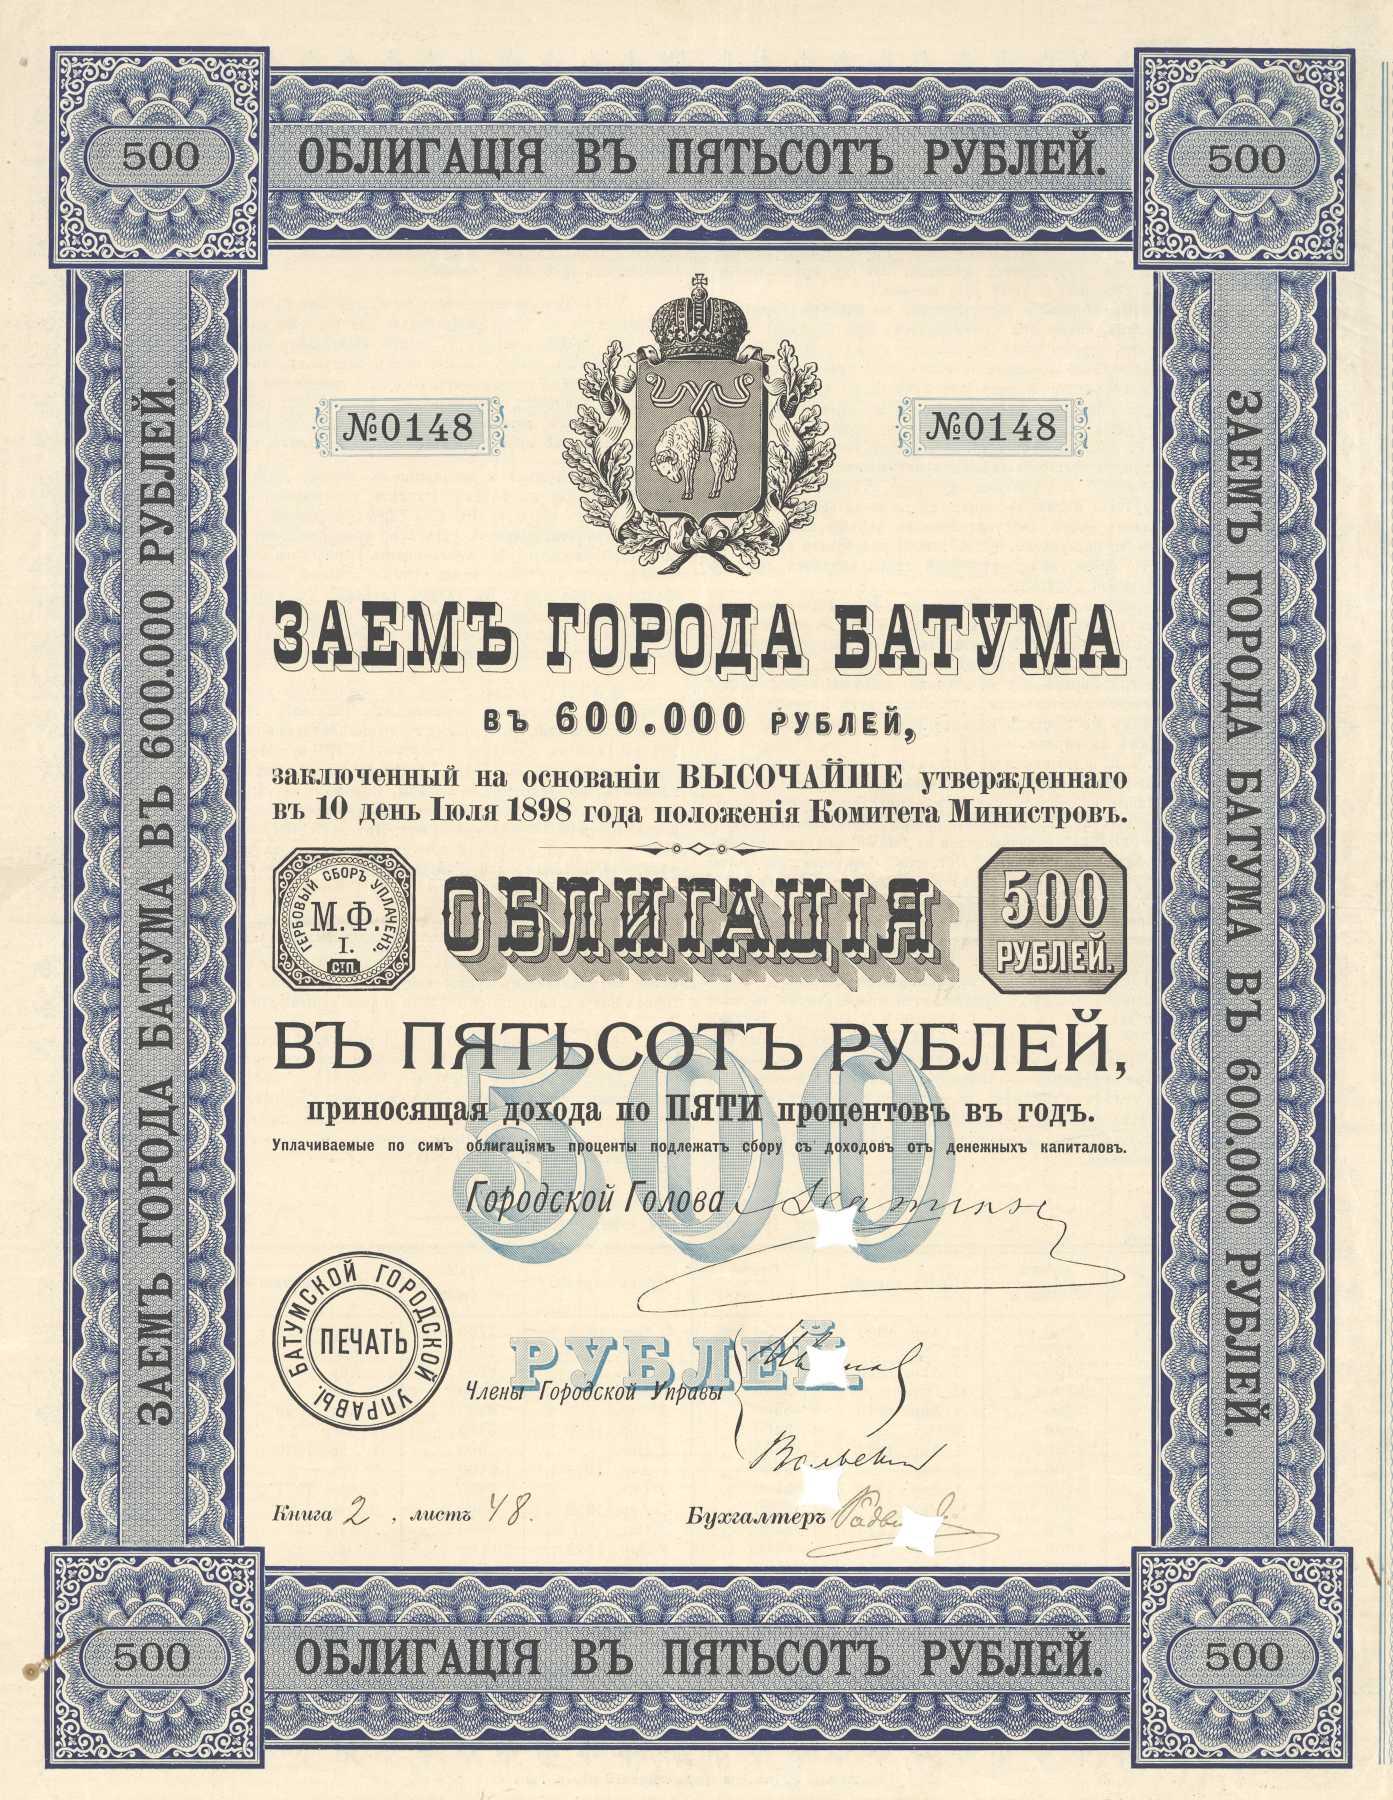 500
ОБЛИГАЦІЯ ВЪ ПЯТЬСОТЪ РУБЛЕЙ.
500
ЗАЕМЪ ГОРОДА БАТУМА ВЪ 600.000 РУБЛЕЙ.
ЗАЕМЪ ГОРОДА БАТУМА ВЪ 600.000 РУБЛЕЙ.
№0148
№0148
ЗАЕМЪ ГОРОДА БАТУМА
ВЪ 600.000 РУБЛЕЙ,
заключенный на основаніи ВЫСОЧАЙШЕ утвержденнаго
въ 10 день Іюля 1898 года положенія Комитета Министровъ.
ГЕРБОВЫЙ СБОРЪ УПЛАЧЕНЪ.
М.Ф.
I.
С.П.
ОБЛИГАЦІЯ
500
РУБЛЕЙ.
ВЪ ПЯТЬСОТЪ РУБЛЕЙ,
500
приносящая дохода по ПЯТИ процентовъ въ годъ.
Уплачиваемые по симъ облигаціямъ проценты подлежатъ сбору съ доходовъ отъ денежныхъ капиталовъ.
Городской Голова
ПЕЧАТЬ
БАТУМСКОЙ ГОРОДСКОЙ УПРАВЫ.
РУБЛЕЙ.
Члены Городской Управы
Книга 2, листъ 48.
Бухгалтеръ
500
ОБЛИГАЦІЯ ВЪ ПЯТЬСОТЪ РУБЛЕЙ.
500